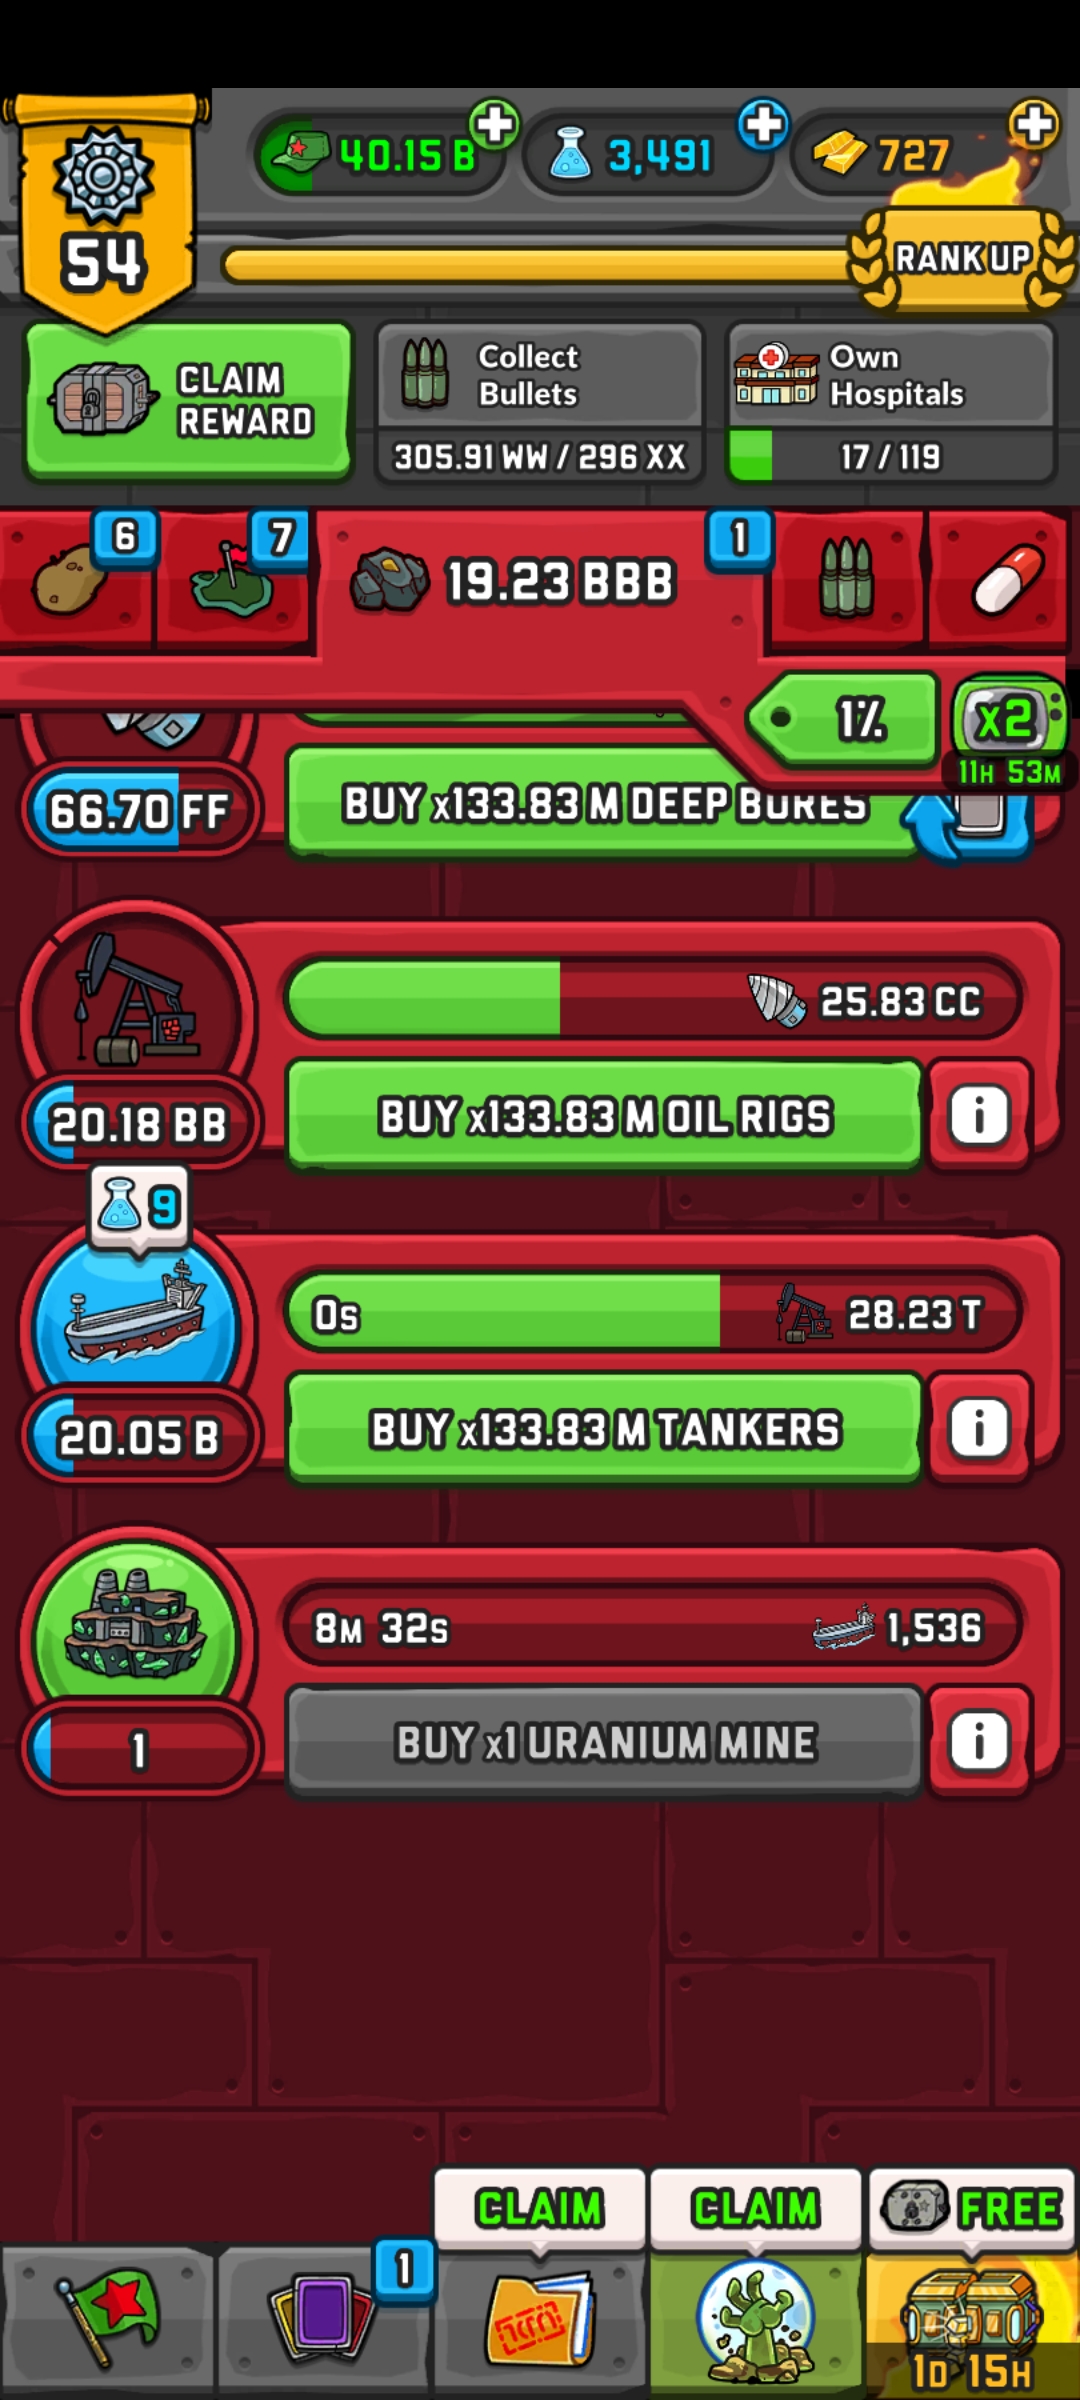 40.15 B
3,491
727
54
RANK UP
CLAIM
REWARD
Collect
Bullets
305.91 WW / 296 XX
Own
Hospitals
17 / 119
6
7
19.23 BBB
1
1%
x2
11H 53M
66.70 FF
BUY x133.83 M DEEP BORES
25.83 CC
20.18 BB
BUY x133.83 M OIL RIGS
i
9
0s
28.23 T
20.05 B
BUY x133.83 M TANKERS
i
8M 32s
1,536
1
BUY x1 URANIUM MINE
i
CLAIM
CLAIM
FREE
1
1D 15H